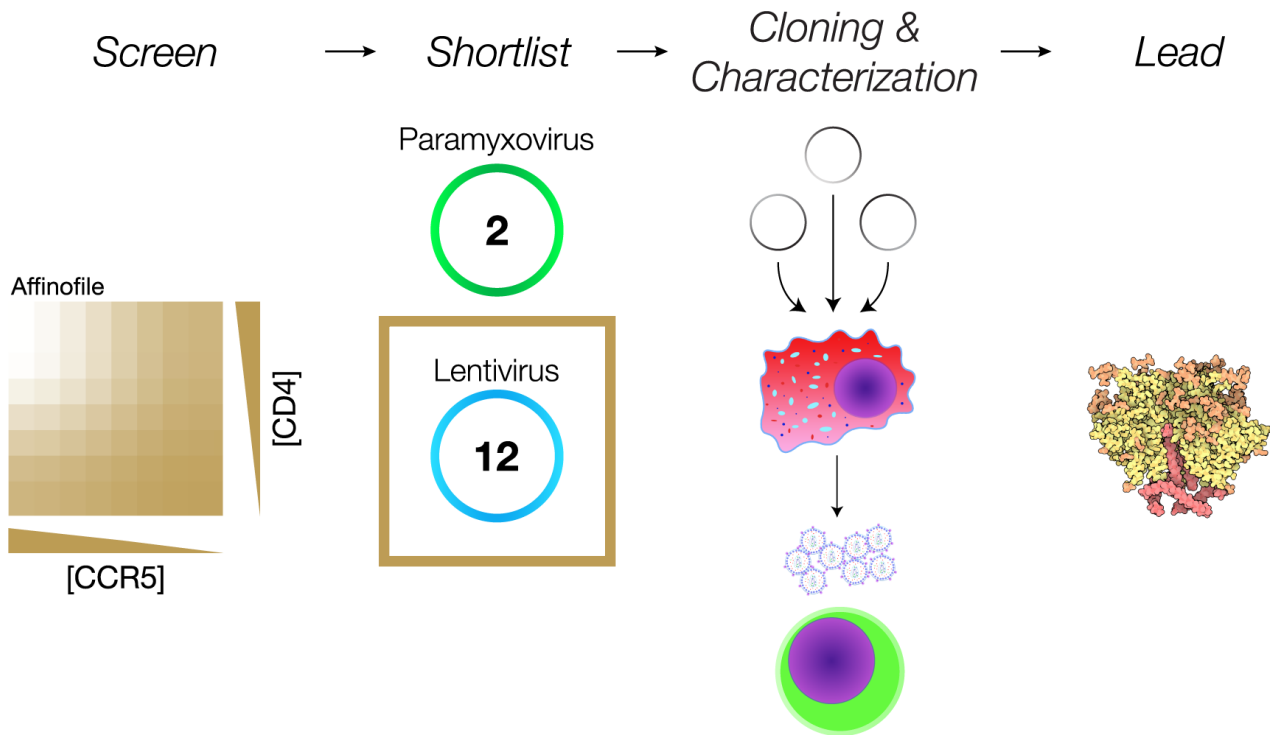 Screen
Shortlist
Cloning &
Characterization
Lead
Paramyxovirus
2
Affinofile
[CD4]
[CCR5]
Lentivirus
12